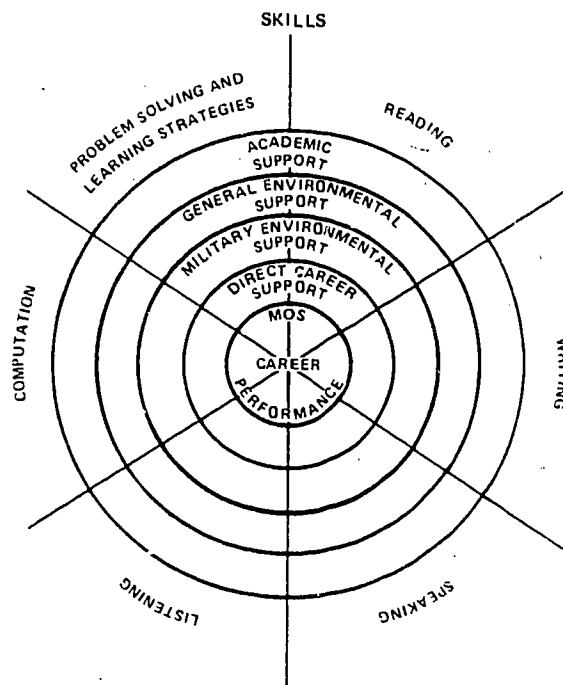 SKILLS
PROBLEM SOLVING AND
LEARNING STRATEGIES
READING
ACADEMIC
SUPPORT
GENERAL ENVIRONMENTAL
SUPPORT
MILITARY ENVIRONMENTAL
SUPPORT
DIRECT CAREER
SUPPORT
MOS
CAREER
PERFORMANCE
COMPUTATION
WRITING
LISTENING
SPEAKING